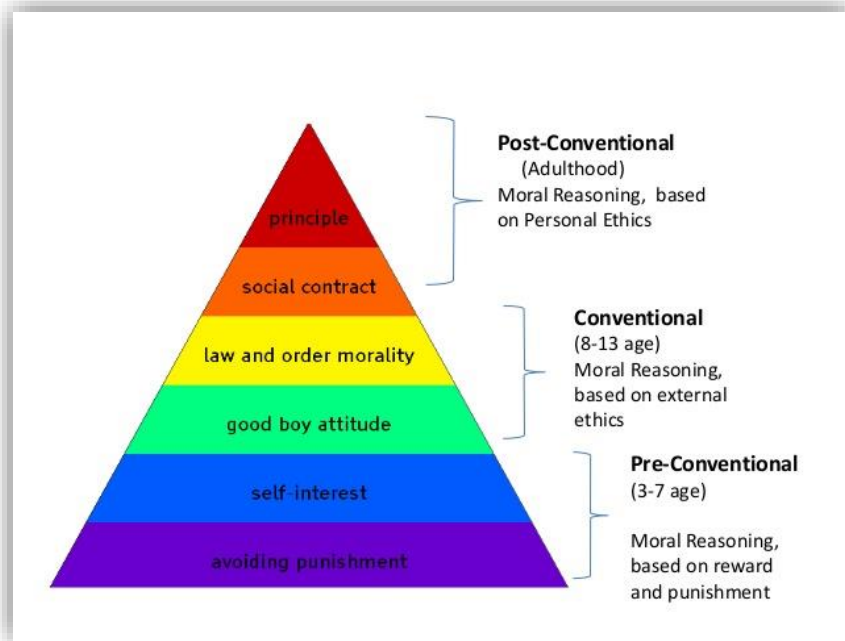 principle
social contract
law and order morality
good boy attitude
self-interest
avoiding punishment
Post-Conventional
(Adulthood)
Moral Reasoning, based
on Personal Ethics
Conventional
(8-13 age)
Moral Reasoning,
based on external
ethics
Pre-Conventional
(3-7 age)
Moral Reasoning,
based on reward
and punishment